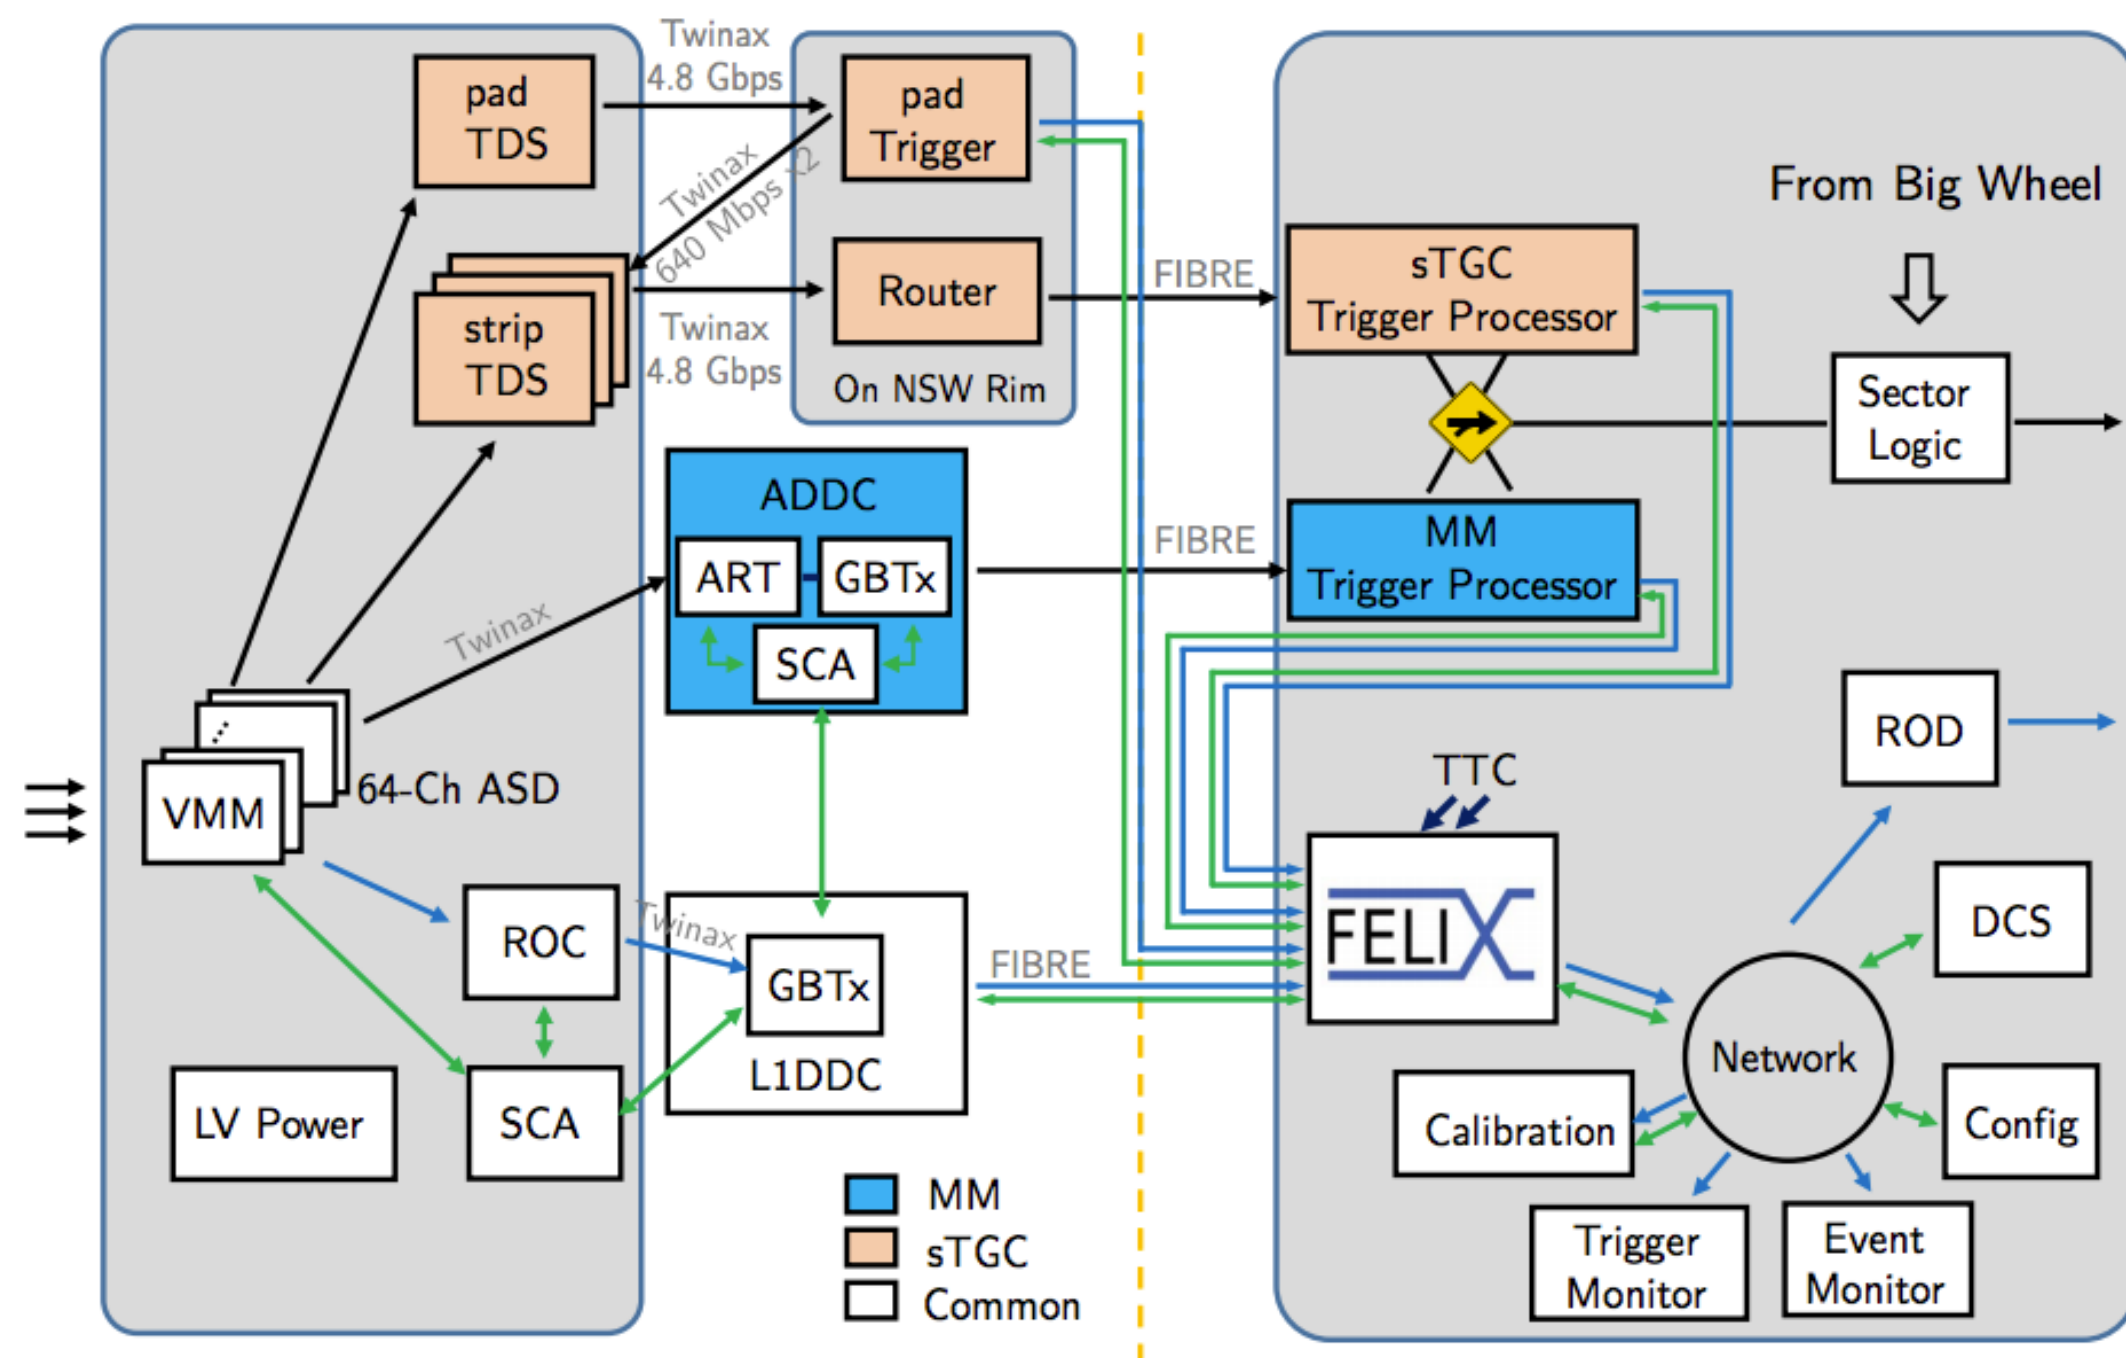 Twinax
4.8 Gbps
pad
TDS
pad
Trigger
Twinax
640 Mbps x2
From Big Wheel
strip
TDS
Twinax
4.8 Gbps
Router
On NSW Rim
FIBRE
sTGC
Trigger Processor
Sector
Logic
ADDC
ART
GBTx
SCA
FIBRE
MM
Trigger Processor
Twinax
VMM
64-Ch ASD
ROC
Twinax
GBTx
L1DDC
FIBRE
LV Power
SCA
TTC
FELIX
ROD
DCS
Network
Calibration
Config
Trigger
Monitor
Event
Monitor
MM
sTGC
Common